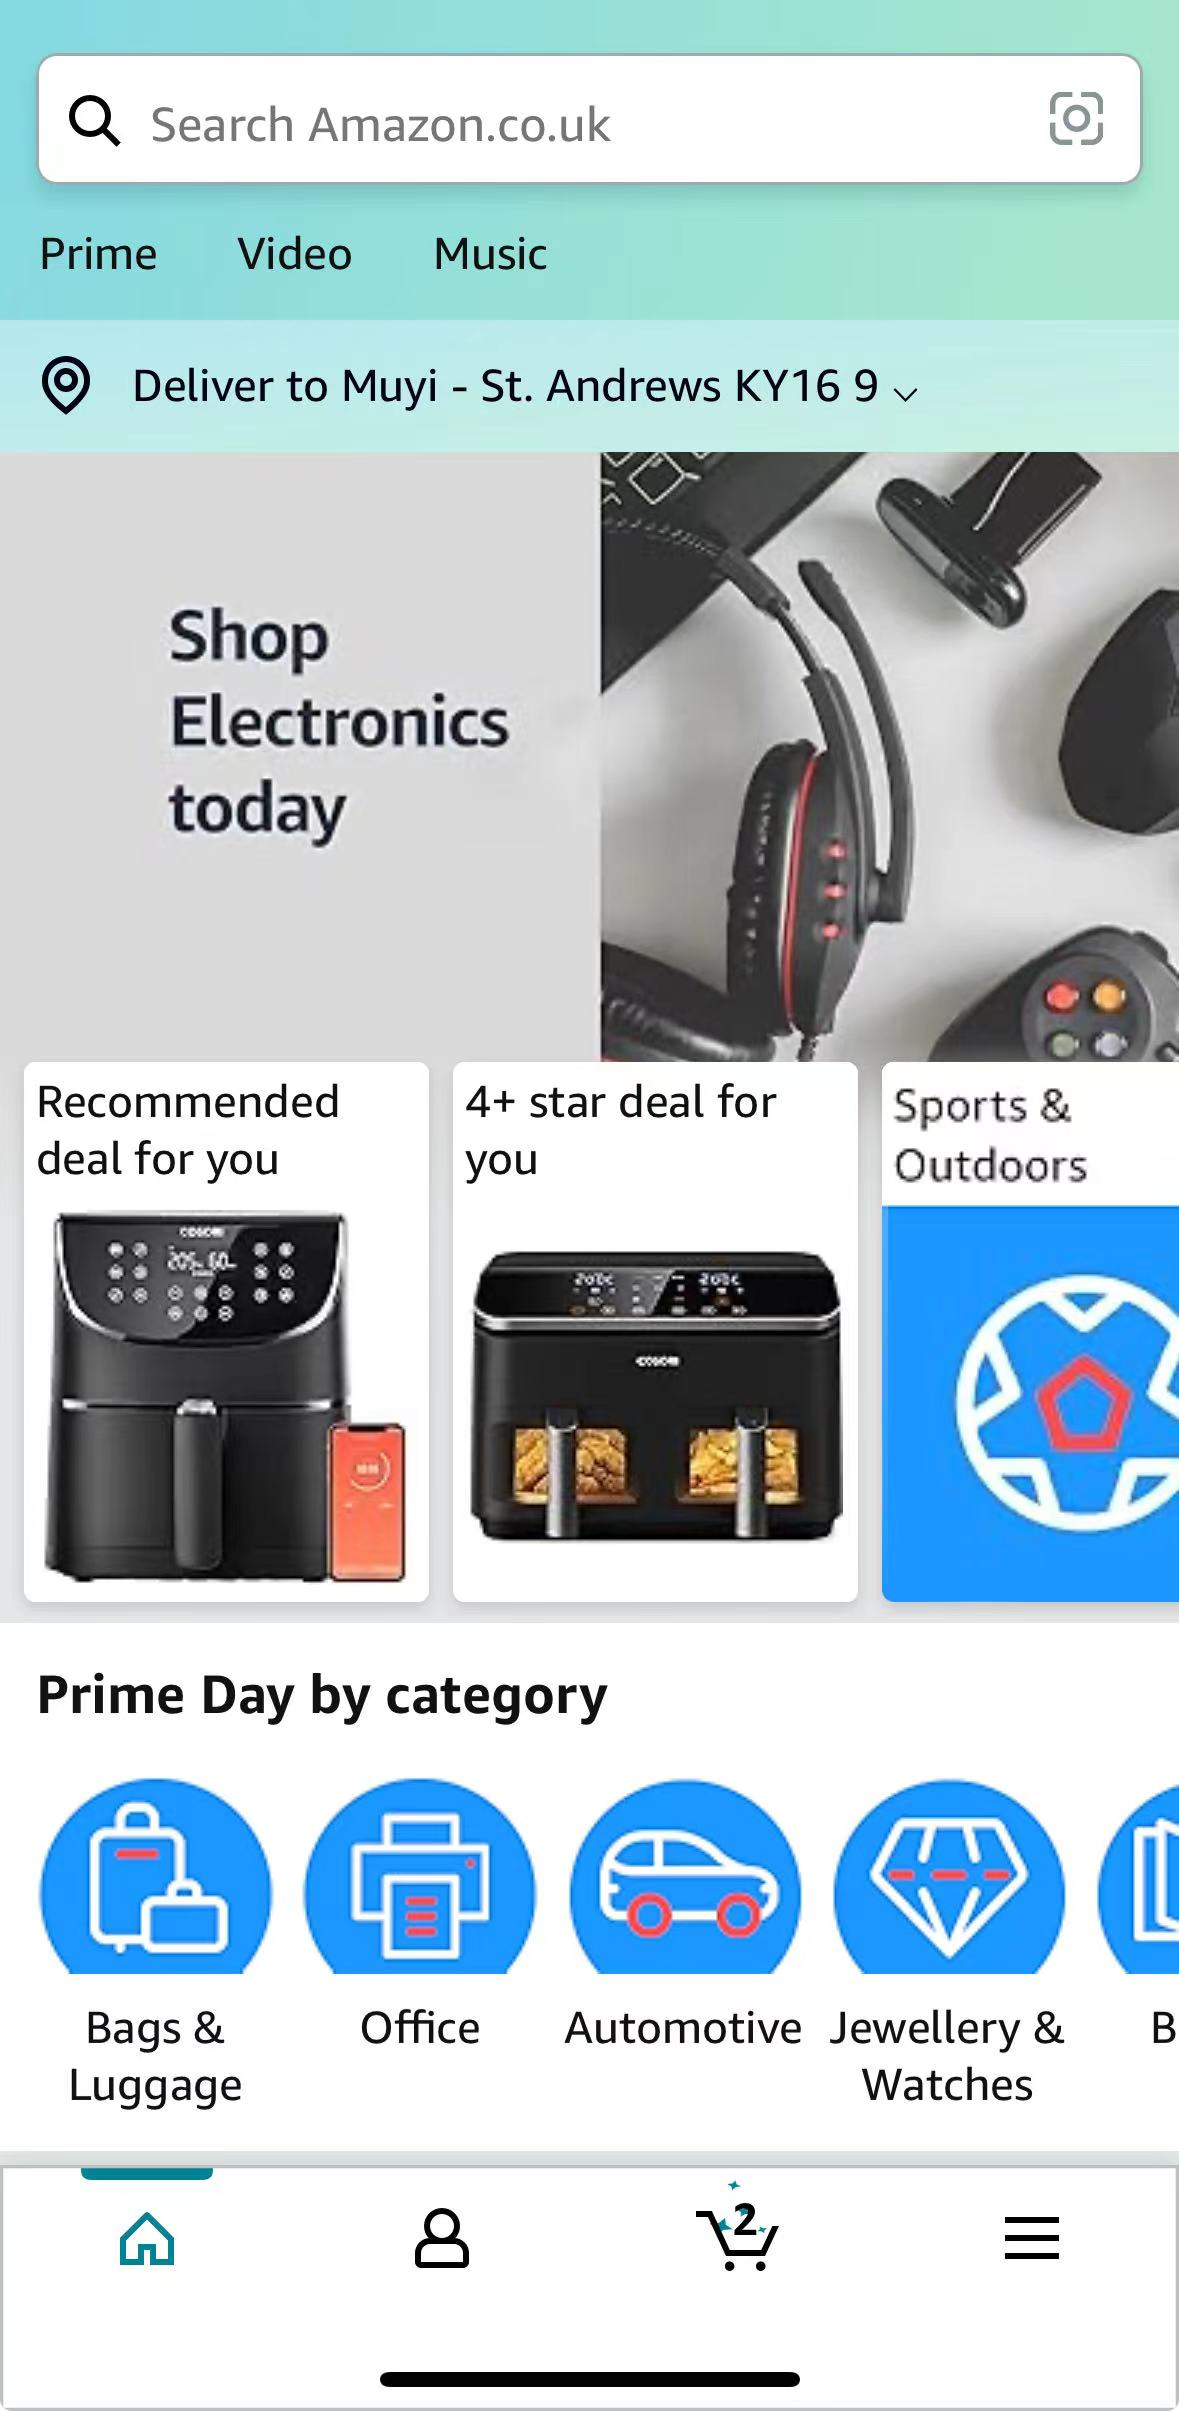 Search Amazon.co.uk
Prime Video Music
Deliver to Muyi - St. Andrews KY16 9
Shop
Electronics
today
Recommended
deal for you
COSORI
4+ star deal for
you
COSORI
Sports &
Outdoors
Prime Day by category
Bags &
Luggage
Office
Automotive
Jewellery &
Watches
B
2